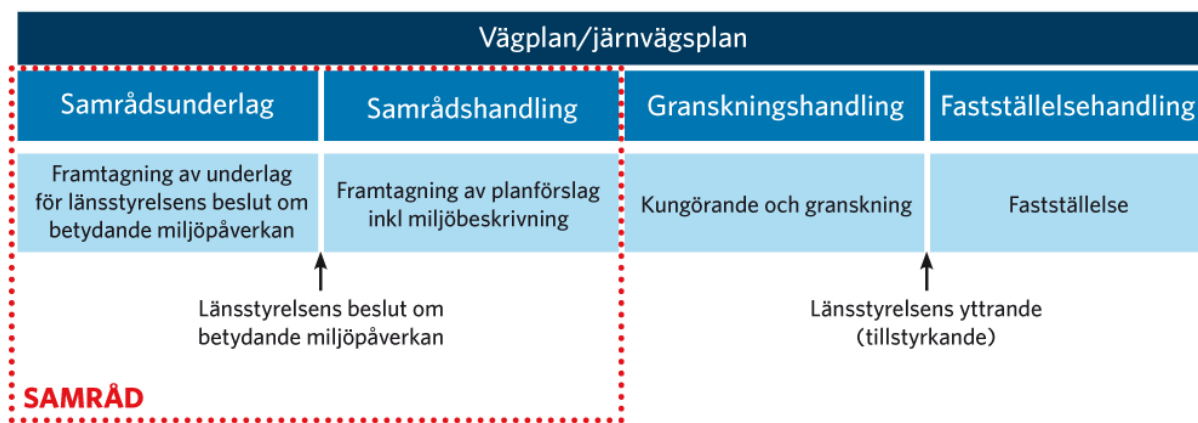 Vägplan/järnvägsplan
Samrådsunderlag
Samrådshandling
Granskningshandling
Fastställelsehandling
Framtagning av underlag
för länsstyrelsens beslut om
betydande miljöpåverkan
Framtagning av planförslag
inkl miljöbeskrivning
Kungörande och granskning
Fastställelse
Länsstyrelsens beslut om
betydande miljöpåverkan
Länsstyrelsens yttrande
(tillstyrkande)
SAMRÅD